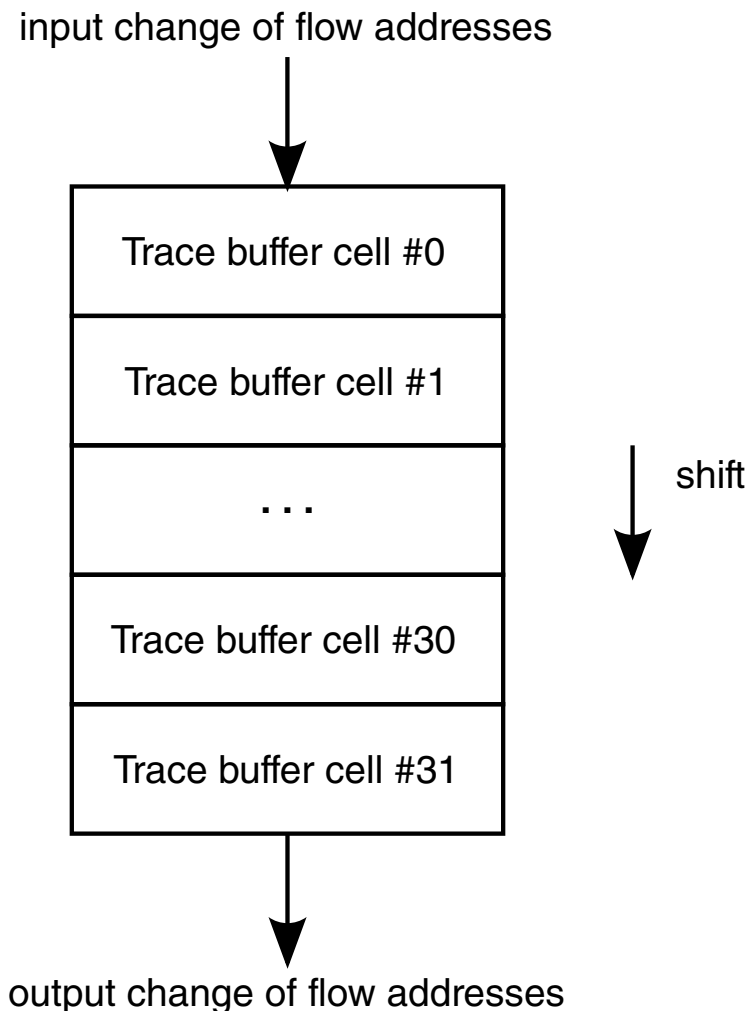 input change of flow addresses
Trace buffer cell #0
Trace buffer cell #1
. . .
shift
Trace buffer cell #30
Trace buffer cell #31
output change of flow addresses